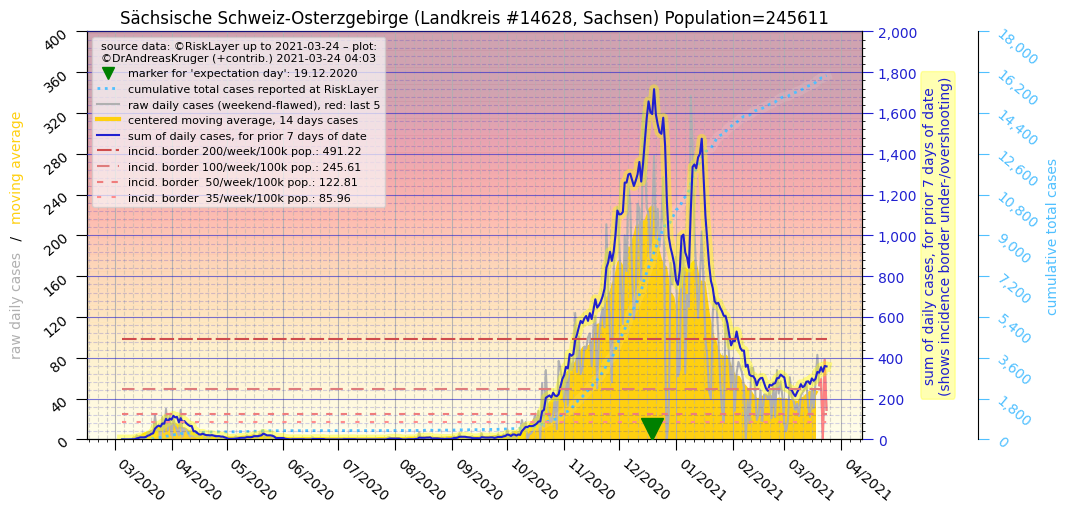 Sächsische Schweiz-Osterzgebirge (Landkreis #14628, Sachsen) Population=245611
source data: ©RiskLayer up to 2021-03-24 – plot:
©DrAndreasKruger (+contrib.) 2021-03-24 04:03
marker for 'expectation day': 19.12.2020
cumulative total cases reported at RiskLayer
raw daily cases (weekend-flawed), red: last 5
centered moving average, 14 days cases
sum of daily cases, for prior 7 days of date
incid. border 200/week/100k pop.: 491.22
incid. border 100/week/100k pop.: 245.61
incid. border  50/week/100k pop.: 122.81
incid. border  35/week/100k pop.: 85.96
raw daily cases  /  moving average
400
360
320
280
240
200
160
120
80
40
0
03/2020
04/2020
05/2020
06/2020
07/2020
08/2020
09/2020
10/2020
11/2020
12/2020
01/2021
02/2021
03/2021
04/2021
2,000
1,800
1,600
1,400
1,200
1,000
800
600
400
200
0
sum of daily cases, for prior 7 days of date
(shows incidence border under-/overshooting)
18,000
16,200
14,400
12,600
10,800
9,000
7,200
5,400
3,600
1,800
0
cumulative total cases